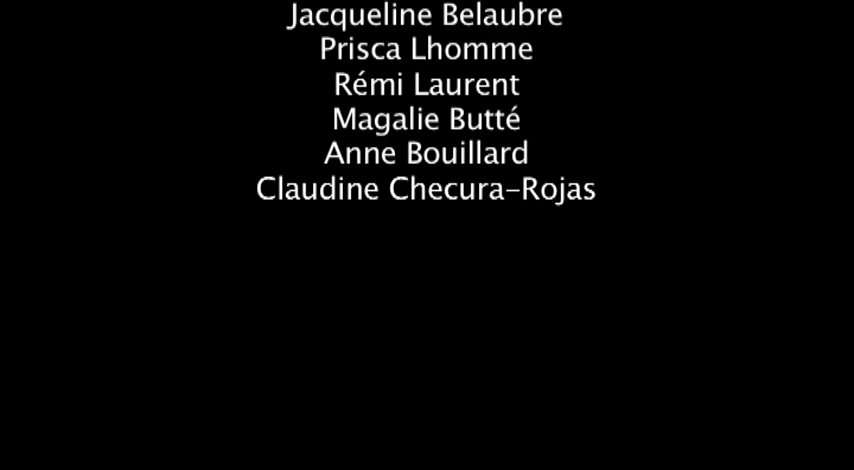 Jacqueline Belaubre
Prisca Lhomme
Rémi Laurent
Magalie Butté
Anne Bouillard
Claudine Checura-Rojas